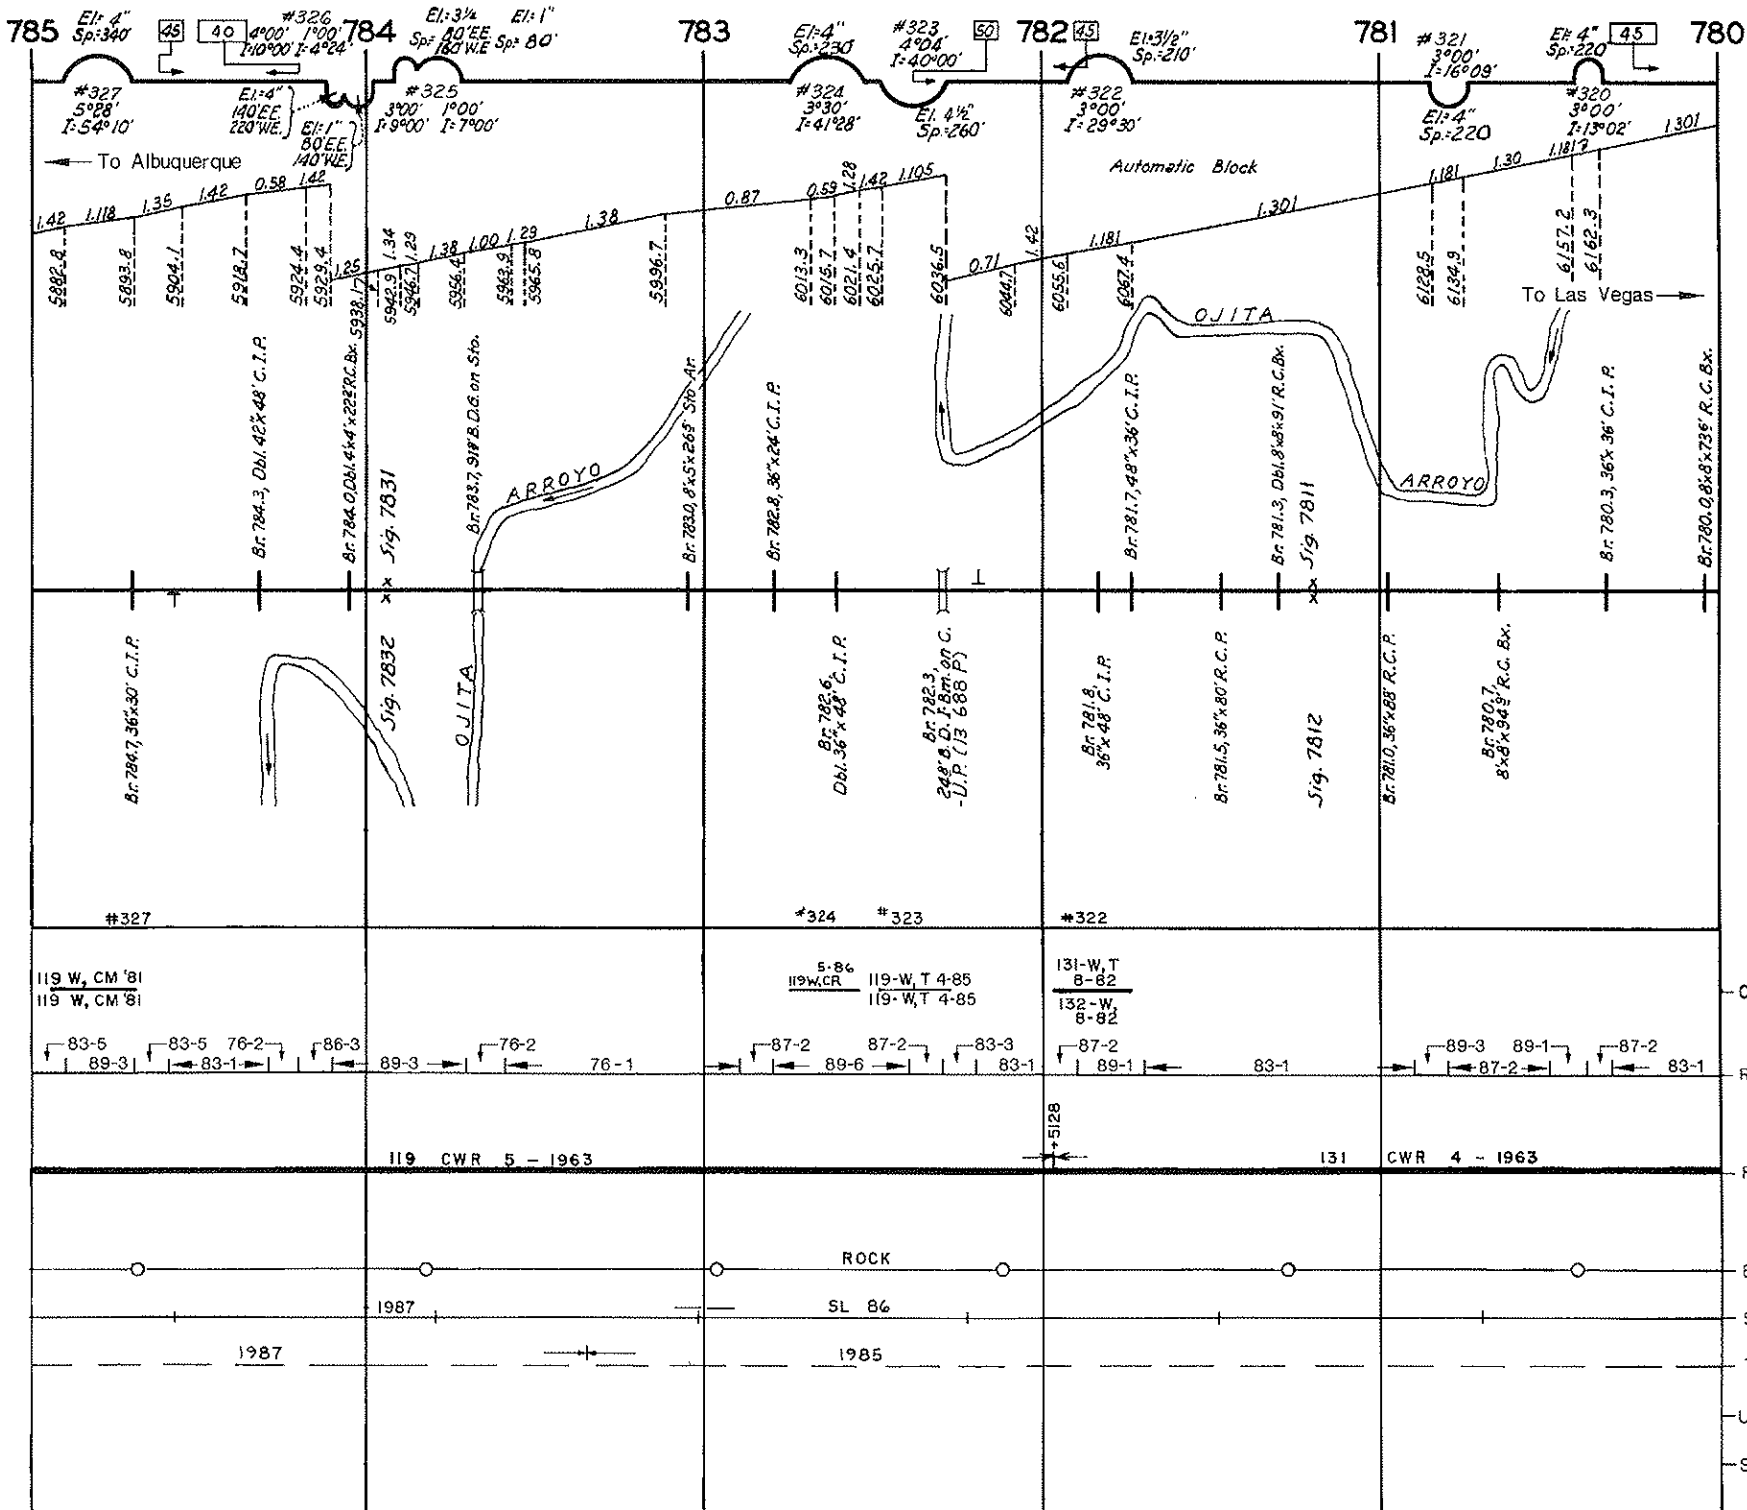 785
El:= 4"
Sp:=340'
45
40
#326
4°00' 1°00'
I=10°00' I=4°24'
784
El:=3¼ El:=1"
Sp:= 80'EE. Sp:= 80'
160'W.E.
783
El:=4"
Sp.=230'
#323
4°04'
I=40°00'
50
782
45
El:=3½"
Sp.=210'
781
#321
3°00'
I=16°09'
El:= 4"
Sp.=220'
45
780
#327
5°28'
I=54°10'
El:=4"
140'EE.
220'WE.
El:=1"
80'E.E.
140'W.E.
#325
3°00' 1°00'
I=9°00' I=7°00'
#324
3°30'
I=41°28'
El. 4½"
Sp.=260'
#322
3°00'
I=29°30'
El:=4"
Sp.=220
#320
3°00'
I=13°02'
To Albuquerque
Automatic Block
1.42 1.118 1.35 1.42 0.58 1.42
1.25 1.34 1.29 1.38 1.00 1.29 1.38 0.87 0.59 1.28 1.42 1.105
0.71 1.42 1.181 1.301 1.181 1.30 1.181 1.301
5882.8
5893.8
5904.1
5918.7
5924.4
5929.4
5938.1
5942.9
5946.7
5956.4
5963.9
5965.8
5996.7
6013.3
6015.7
6021.4
6025.7
6036.5
6044.7
6055.6
6067.4
6128.5
6134.9
6157.2
6162.3
To Las Vegas
OJITA
ARROYO
ARROYO
OJITA
Br. 784.3, Dbl. 42"x48' C.I.P.
Br. 784.0, Dbl. 4'x4'x22² R.C. Bx.
Sig. 7831
Br. 783.7, 91⁸ B.D.G. on Sto.
Br. 783.0, 8'x5'x26⁵ Sto Ar.
Br. 782.8, 36"x24' C.I.P.
Br. 781.7, 48"x36' C.I.P.
Br. 781.3, Dbl. 8'x8'x91' R.C. Bx.
Sig. 7811
Br. 780.3, 36"x 36' C.I.P.
Br. 780.0, 8'x8'x73⁶' R.C. Bx.
Br. 784.7, 36"x30' C.I.P.
Sig. 7832
Br. 782.6,
Dbl. 36"x 48' C.I.P.
Br. 782.3,
248' B.D. I-Bm. on C.
-U.P. (13 688 P)
Br. 781.8,
36"x 48' C.I.P.
Br. 781.5, 36"x80' R.C.P.
Sig. 7812
Br. 781.0, 36"x88' R.C.P.
Br. 780.7,
8'x8'x94⁹' R.C. Bx.
#327
#324
#323
#322
119 W, CM '81
119 W, CM '81
5-86
119W,CR
119-W, T 4-85
119-W, T 4-85
131-W, T
8-82
132-W,
8-82
83-5 83-5 76-2 86-3 76-2 87-2 87-2 83-3 87-2 89-3 89-1 87-2
89-3 83-1 89-3 76-1 89-6 83-1 89-1 83-1 87-2 83-1
+5128
119 CWR 5 - 1963
131 CWR 4 - 1963
ROCK
1987
SL 86
1987
1985